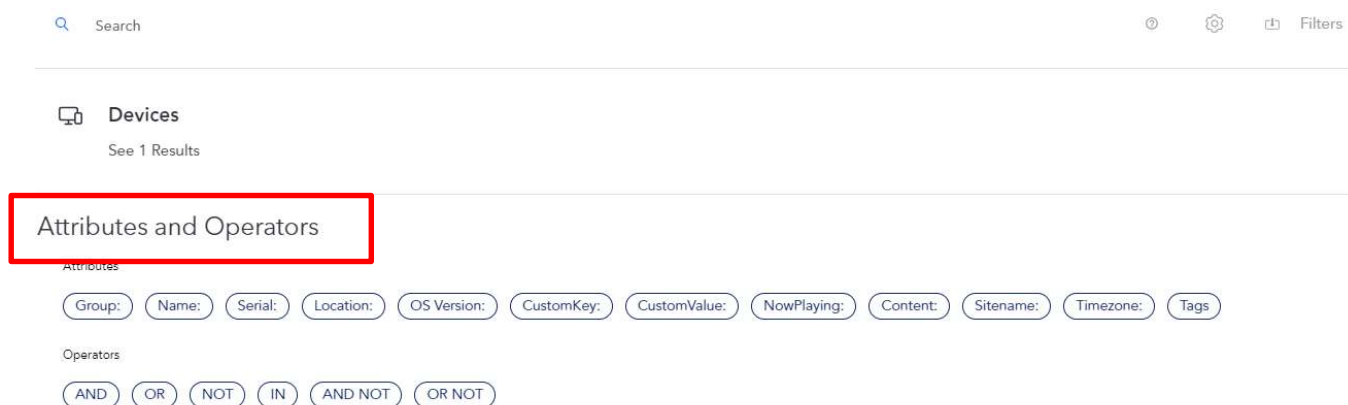 Search Filters
Devices
See 1 Results
Attributes and Operators
Attributes
Group: Name: Serial: Location: OS Version: CustomKey: CustomValue: NowPlaying: Content: Sitename: Timezone: Tags
Operators
AND OR NOT IN AND NOT OR NOT